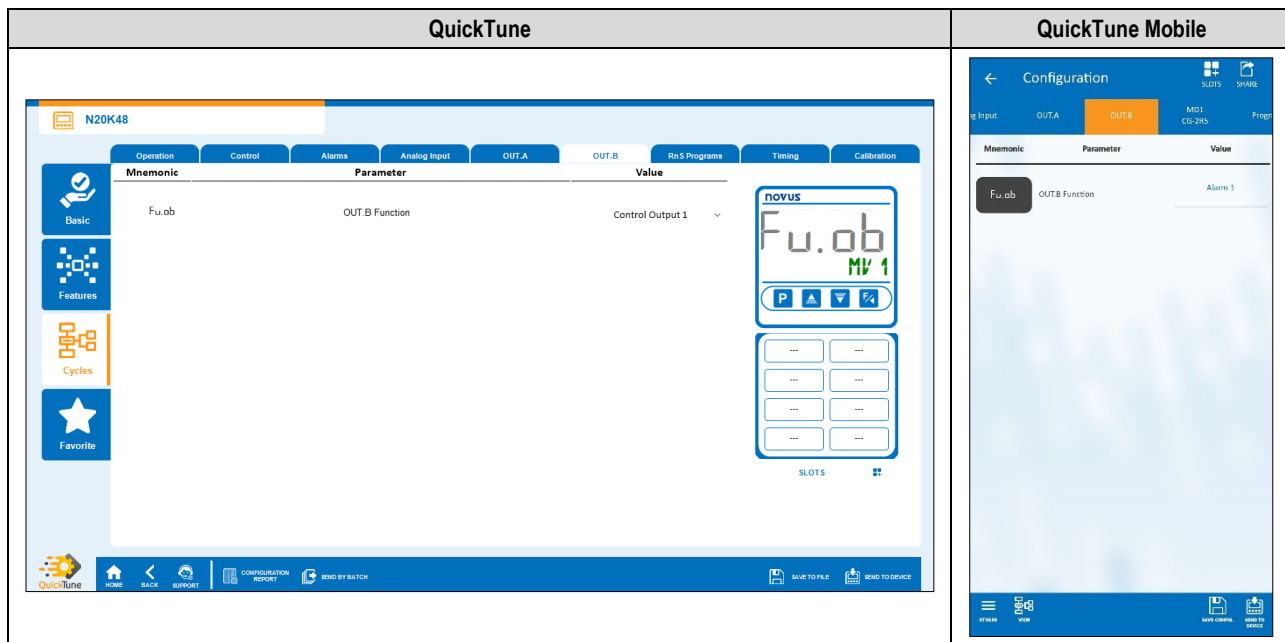 QuickTune
QuickTune Mobile
N20K48
Operation Control Alarms Analog Input OUT.A OUT.B RnS Programs Timing Calibration
Mnemonic Parameter Value
Fu.ob OUT.B Function Control Output 1
Basic
Features
Cycles
Favorite
novus
Fu.ob
MV 1
P F/
--- ---
--- ---
--- ---
--- ---
SLOTS
QuickTune
HOME BACK SUPPORT CONFIGURATION REPORT SEND BY BATCH SAVE TO FILE SEND TO DEVICE
Configuration
SLOTS SHARE
og Input OUT.A OUT.B MD1 CG-2R5 Progr
Mnemonic Parameter Value
Fu.ob OUT.B Function Alarm 1
OTHERS VIEW SAVE CONFIG. SEND TO DEVICE